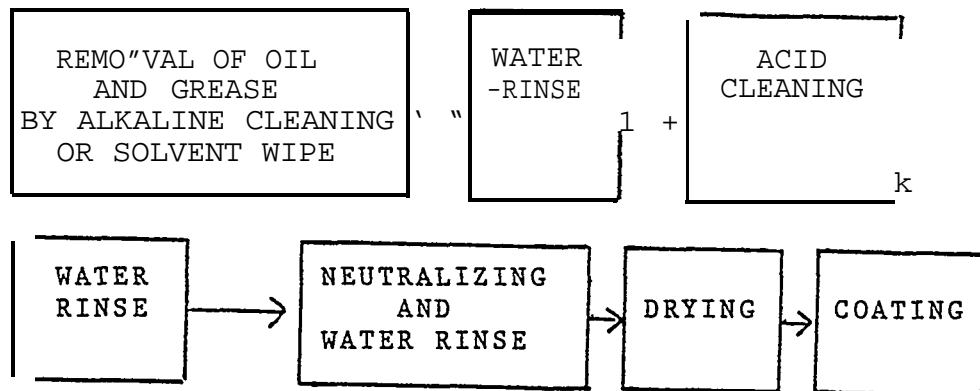 REMO"VAL OF OIL
AND GREASE
BY ALKALINE CLEANING
OR SOLVENT WIPE
` "
WATER
-RINSE
1 +
ACID
CLEANING
k
WATER
RINSE
NEUTRALIZING
AND
WATER RINSE
DRYING
COATING